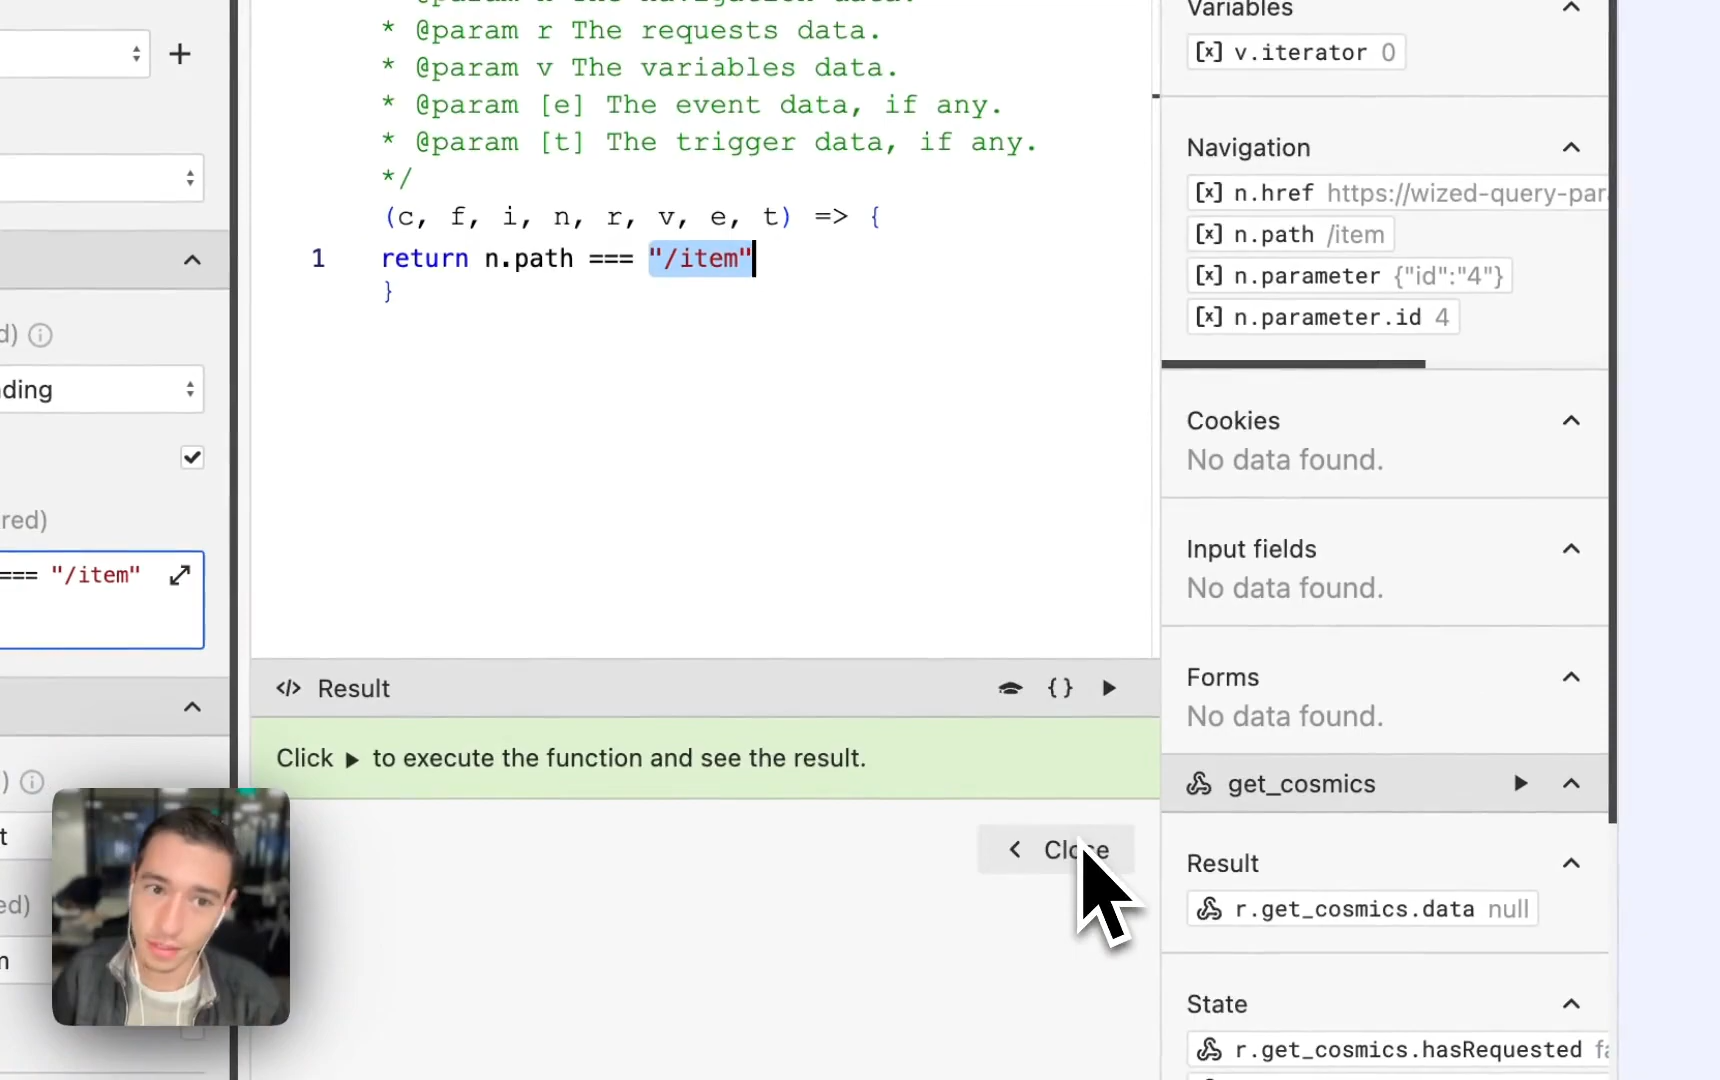 * @param r The requests data.
* @param v The variables data.
* @param [e] The event data, if any.
* @param [t] The trigger data, if any.
*/
(c, f, i, n, r, v, e, t) => {
1 return n.path === "/item"
}
d)
ding
red)
=== "/item"
)
t
ed)
m
</> Result
{}
Click ▶ to execute the function and see the result.
< Close
Variables
[x] v.iterator 0
Navigation
[x] n.href https://wized-query-par
[x] n.path /item
[x] n.parameter {"id":"4"}
[x] n.parameter.id 4
Cookies
No data found.
Input fields
No data found.
Forms
No data found.
get_cosmics
Result
r.get_cosmics.data null
State
r.get_cosmics.hasRequested fa